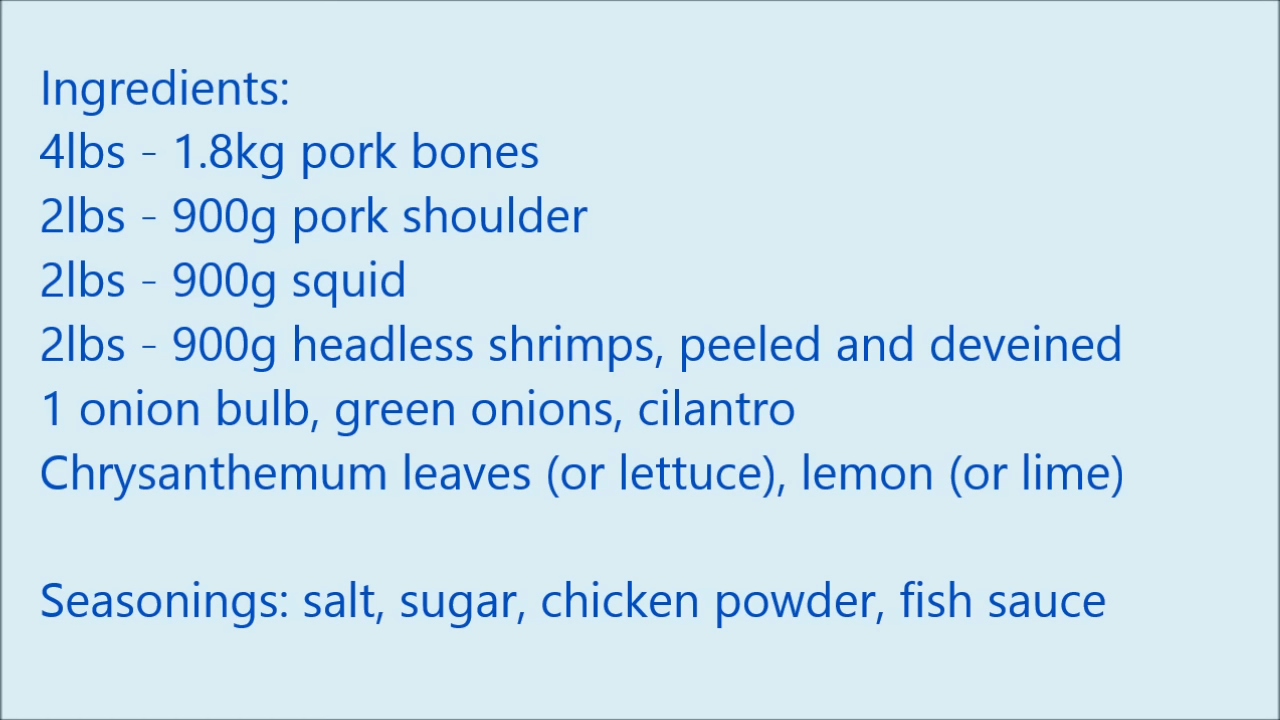 Ingredients:
4lbs - 1.8kg pork bones
2lbs - 900g pork shoulder
2lbs - 900g squid
2lbs - 900g headless shrimps, peeled and deveined
1 onion bulb, green onions, cilantro
Chrysanthemum leaves (or lettuce), lemon (or lime)
Seasonings: salt, sugar, chicken powder, fish sauce